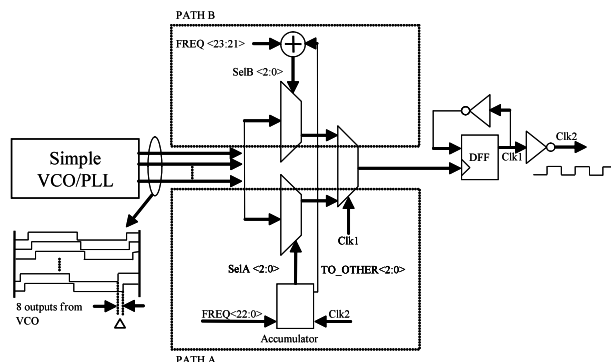 PATH B
FREQ <23:21>
SelB <2:0>
Simple
VCO/PLL
DFF
Clk1
Clk2
Clk1
SelA <2:0>
TO_OTHER<2:0>
8 outputs from
VCO
Δ
FREQ<22:0>
Clk2
Accumulator
PATH A